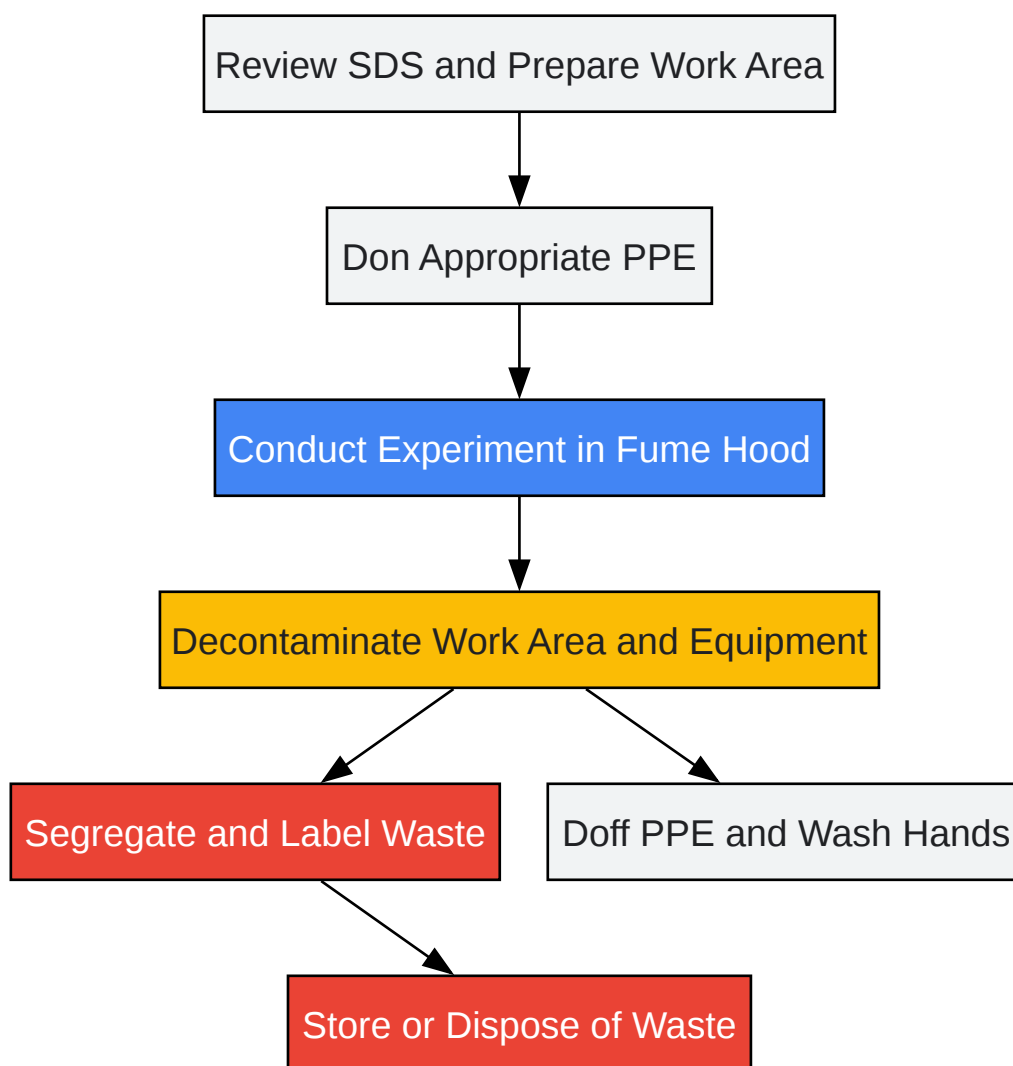 Review SDS and Prepare Work Area
Don Appropriate PPE
Conduct Experiment in Fume Hood
Decontaminate Work Area and Equipment
Segregate and Label Waste
Doff PPE and Wash Hands
Store or Dispose of Waste